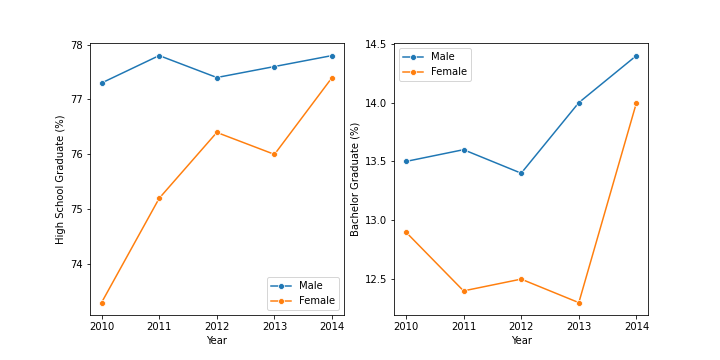 78
77
76
75
74
High School Graduate (%)
Male
Female
2010 2011 2012 2013 2014
Year
14.5
14.0
13.5
13.0
12.5
Bachelor Graduate (%)
Male
Female
2010 2011 2012 2013 2014
Year